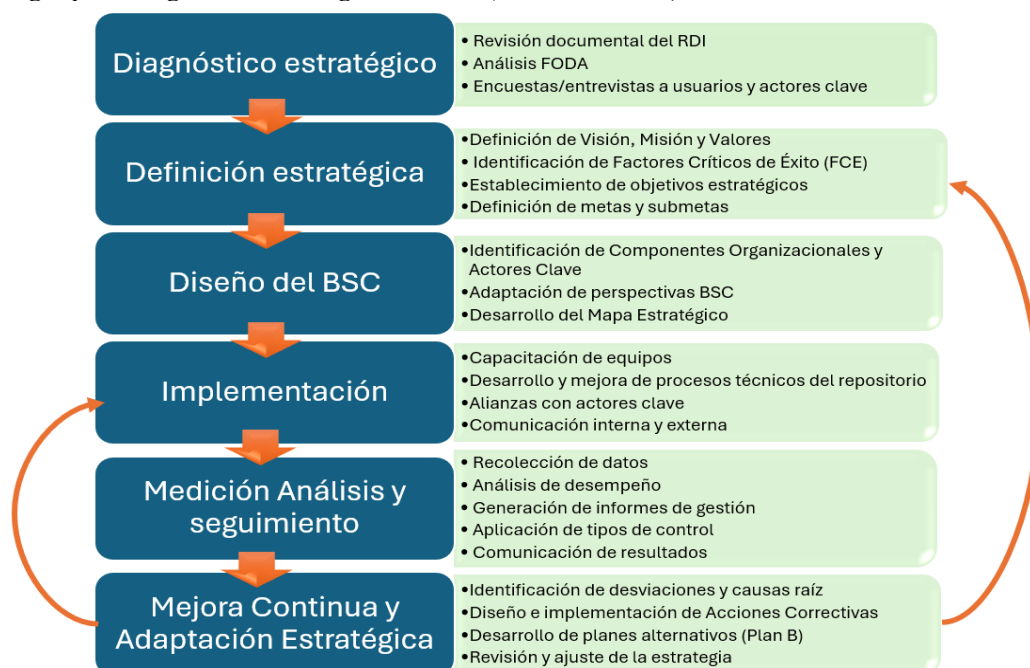 Diagnóstico estratégico
• Revisión documental del RDI
• Análisis FODA
• Encuestas/entrevistas a usuarios y actores clave
Definición estratégica
•Definición de Visión, Misión y Valores
• Identificación de Factores Críticos de Éxito (FCE)
•Establecimiento de objetivos estratégicos
•Definición de metas y submetas
Diseño del BSC
•Identificación de Componentes Organizacionales y
Actores Clave
•Adaptación de perspectivas BSC
•Desarrollo del Mapa Estratégico
Implementación
•Capacitación de equipos
•Desarrollo y mejora de procesos técnicos del repositorio
•Alianzas con actores clave
•Comunicación interna y externa
Medición Análisis y
seguimiento
• Recolección de datos
• Análisis de desempeño
• Generación de informes de gestión
• Aplicación de tipos de control
• Comunicación de resultados
Mejora Continua y
Adaptación Estratégica
•Identificación de desviaciones y causas raíz
•Diseño e implementación de Acciones Correctivas
•Desarrollo de planes alternativos (Plan B)
•Revisión y ajuste de la estrategia